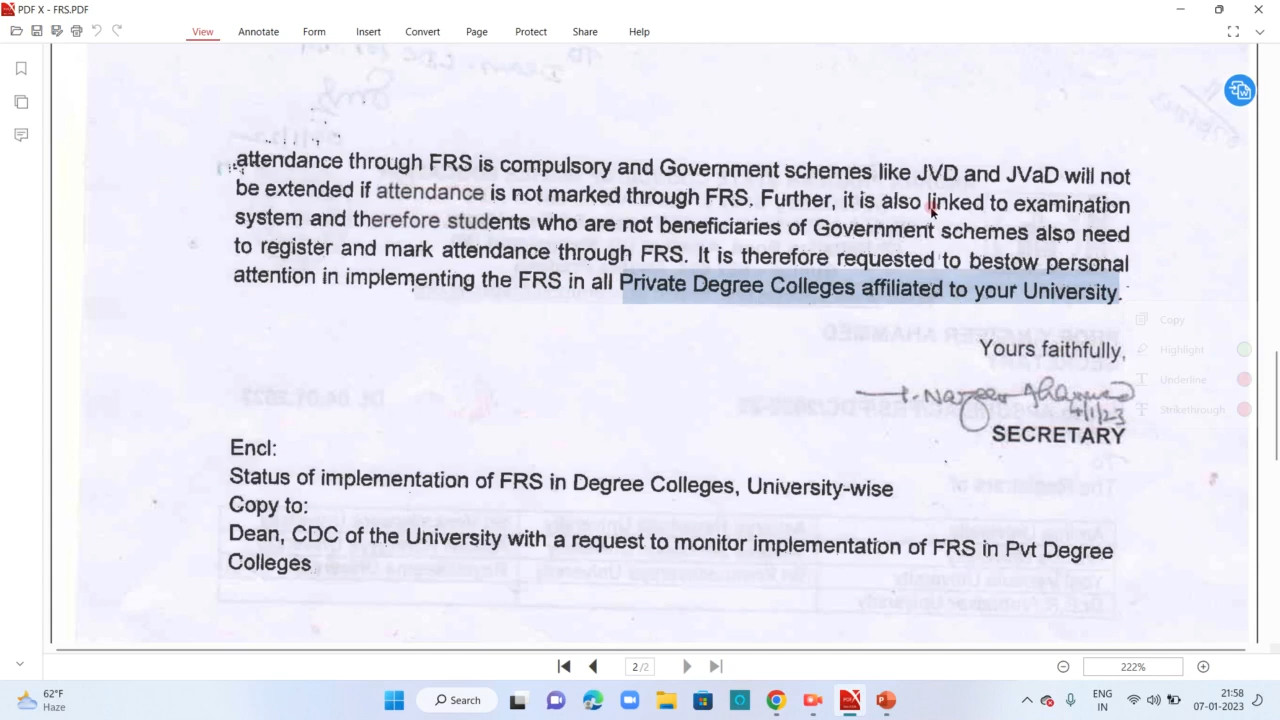 PDF X - FRS.PDF
View Annotate Form Insert Convert Page Protect Share Help
attendance through FRS is compulsory and Government schemes like JVD and JVaD will not
be extended if attendance is not marked through FRS. Further, it is also linked to examination
system and therefore students who are not beneficiaries of Government schemes also need
to register and mark attendance through FRS. It is therefore requested to bestow personal
attention in implementing the FRS in all Private Degree Colleges affiliated to your University.
Copy
Highlight
Underline
Strikethrough
Yours faithfully,
4/1/23
SECRETARY
Encl:
Status of implementation of FRS in Degree Colleges, University-wise
Copy to:
Dean, CDC of the University with a request to monitor implementation of FRS in Pvt Degree
Colleges
2 / 2
222%
62°F
Haze
Search
ENG
IN
21:58
07-01-2023